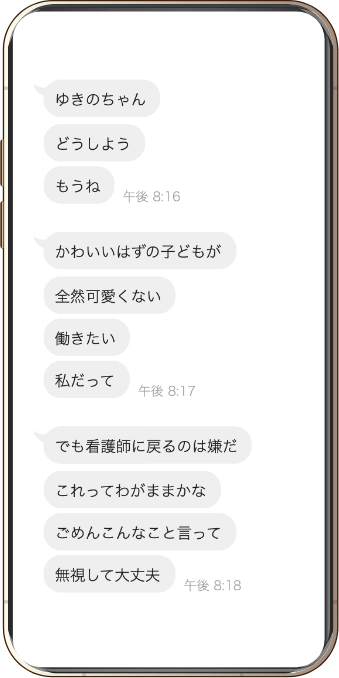 ゆきのちゃん
どうしよう
もうね
午後 8:16
かわいいはずの子どもが
全然可愛くない
働きたい
私だって
午後 8:17
でも看護師に戻るのは嫌だ
これってわがままかな
ごめんこんなこと言って
無視して大丈夫
午後 8:18